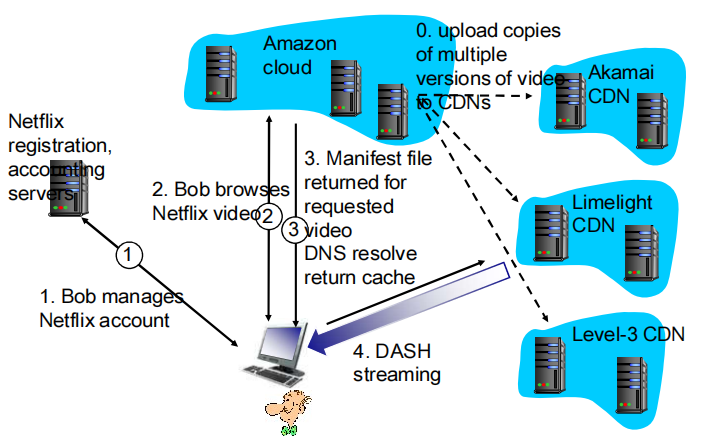 Amazon
cloud
0. upload copies
of multiple
versions of video
to CDNs
Akamai
CDN
Netflix
registration,
accounting
servers
2. Bob browses
Netflix video
2
3. Manifest file
returned for
requested
video
DNS resolve
return cache
3
Limelight
CDN
1
1. Bob manages
Netflix account
4. DASH
streaming
Level-3 CDN